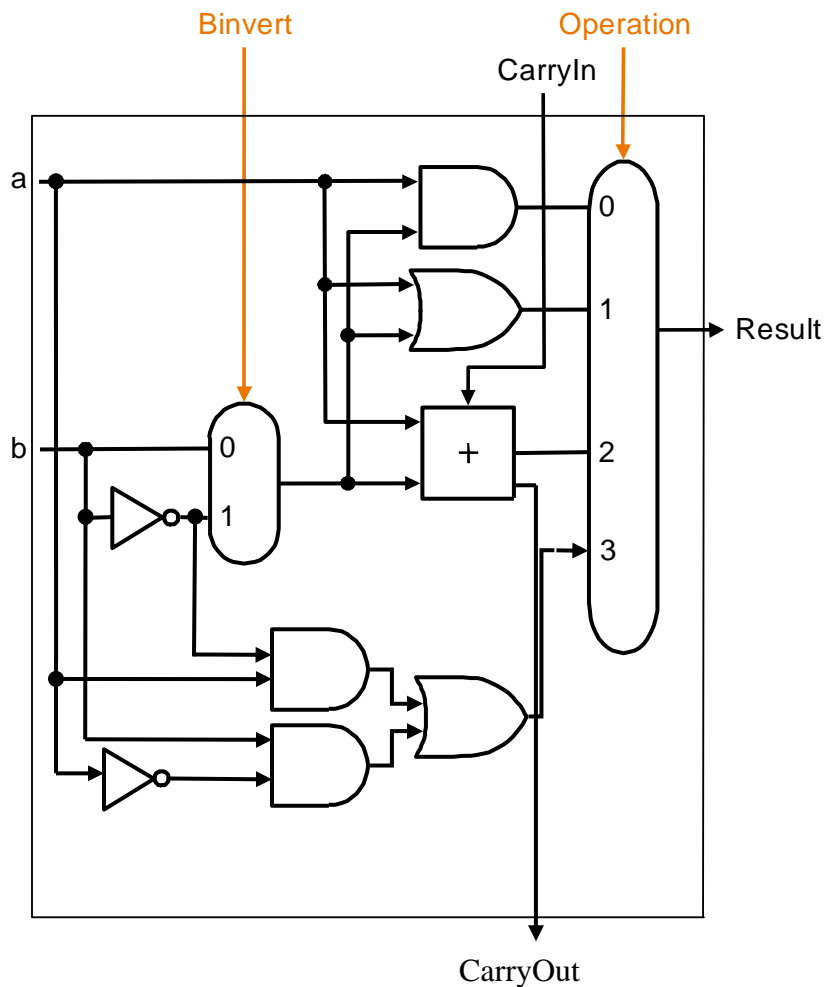 Binvert
Operation
CarryIn
a
0
1
Result
b
0
+
2
1
3
CarryOut